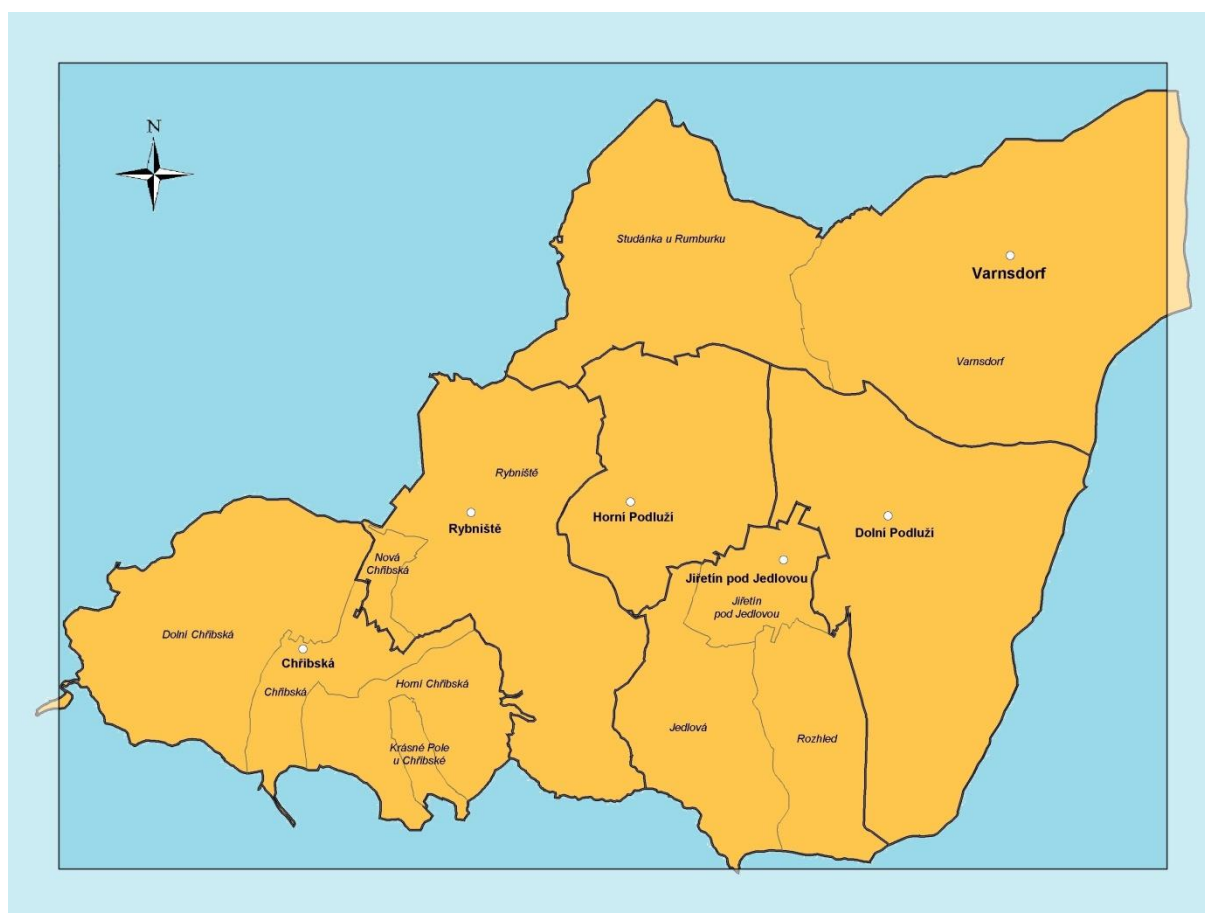 N
Studánka u Rumburku
Varnsdorf
Varnsdorf
Rybniště
Rybniště
Horní Podluží
Dolní Podluží
Nová
Chřibská
Jiřetín pod Jedlovou
Jiřetín
pod Jedlovou
Dolní Chřibská
Chřibská
Chřibská
Horní Chřibská
Krásné Pole
u Chřibské
Jedlová
Rozhled